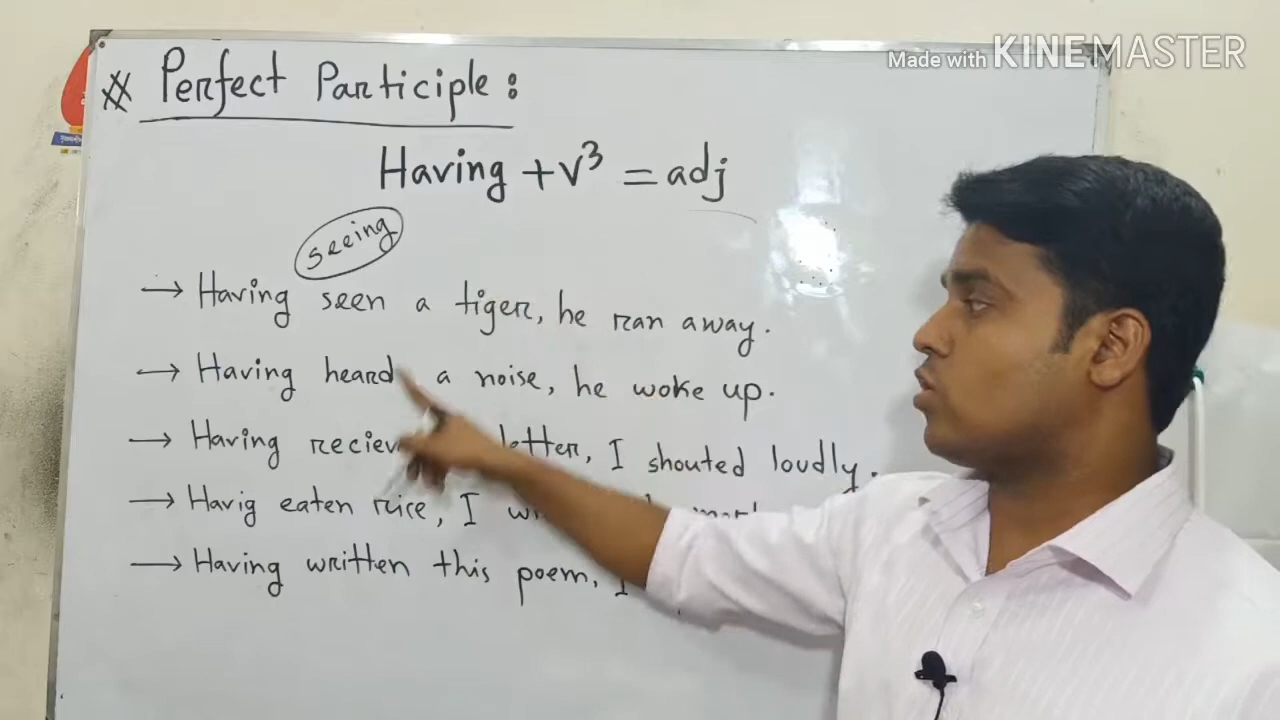 Made with KINEMASTER
※ Perfect Participle:
Having + v³ = adj
seeing
→ Having seen a tiger, he ran away.
→ Having heard a noise, he woke up.
→ Having letter, I shouted loudly.
→ Havig eaten rice, I
→ Having written this poem, I